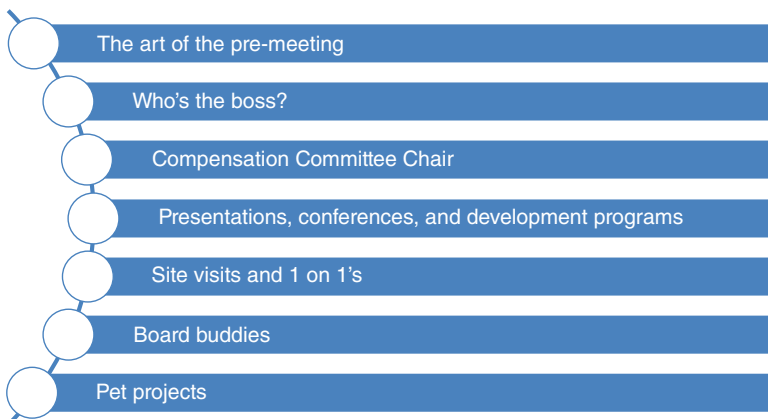 The art of the pre-meeting
Who’s the boss?
Compensation Committee Chair
Presentations, conferences, and development programs
Site visits and 1 on 1’s
Board buddies
Pet projects